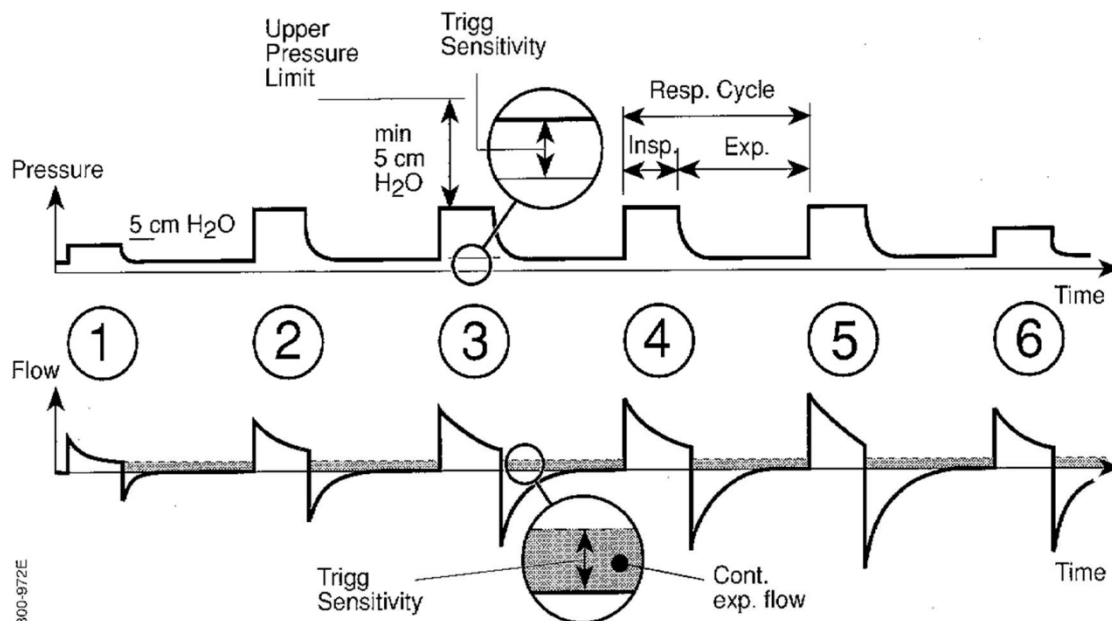 Upper
Pressure
Limit
Trigg
Sensitivity
Resp. Cycle
min
5 cm
H₂O
Insp.
Exp.
Pressure
5 cm H₂O
Time
1
2
3
4
5
6
Flow
Trigg
Sensitivity
Cont.
exp. flow
Time
300-972E